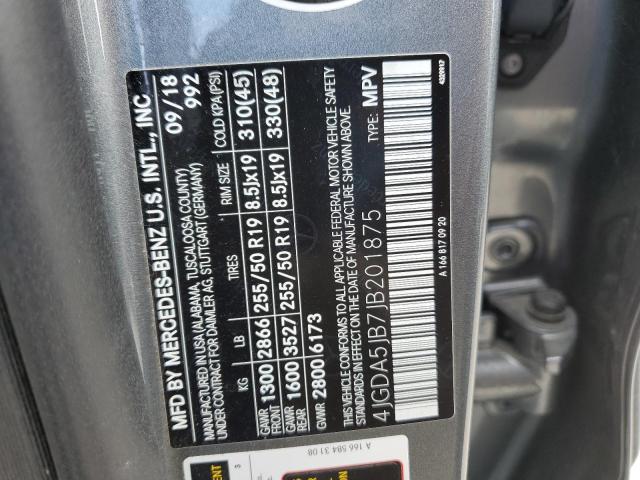 MFD BY MERCEDES-BENZ U.S. INTL., INC
MANUFACTURED IN USA (ALABAMA, TUSCALOOSA COUNTY)
UNDER CONTRACT FOR DAIMLER AG, STUTTGART (GERMANY)
09/18
992
KG LB TIRES RIM SIZE COLD KPA (PSI)
GAWR FRONT 1300 2866 255/50 R19 8.5Jx19 310(45)
GAWR REAR 1600 3527 255/50 R19 8.5Jx19 330(48)
GVWR 2800 6173
THIS VEHICLE CONFORMS TO ALL APPLICABLE FEDERAL MOTOR VEHICLE SAFETY
STANDARDS IN EFFECT ON THE DATE OF MANUFACTURE SHOWN ABOVE.
4JGDA5JB7JB201875 TYPE: MPV
A 166 817 09 20
A 166 584 31 08